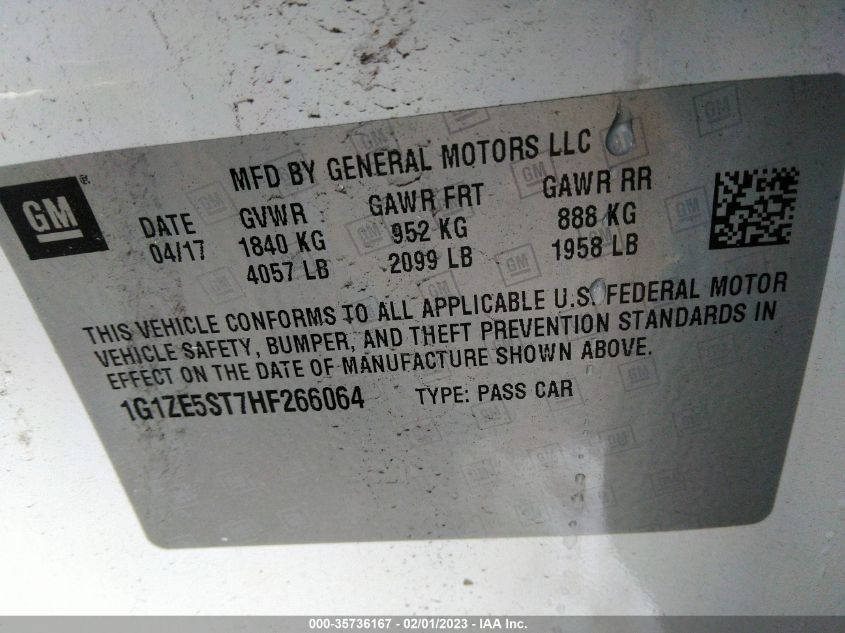 MFD BY GENERAL MOTORS LLC
GM®
DATE GVWR GAWR FRT GAWR RR
04/17 1840 KG 952 KG 888 KG
4057 LB 2099 LB 1958 LB
THIS VEHICLE CONFORMS TO ALL APPLICABLE U.S. FEDERAL MOTOR
VEHICLE SAFETY, BUMPER, AND THEFT PREVENTION STANDARDS IN
EFFECT ON THE DATE OF MANUFACTURE SHOWN ABOVE.
1G1ZE5ST7HF266064 TYPE: PASS CAR
000-35736167 - 02/01/2023 - IAA Inc.